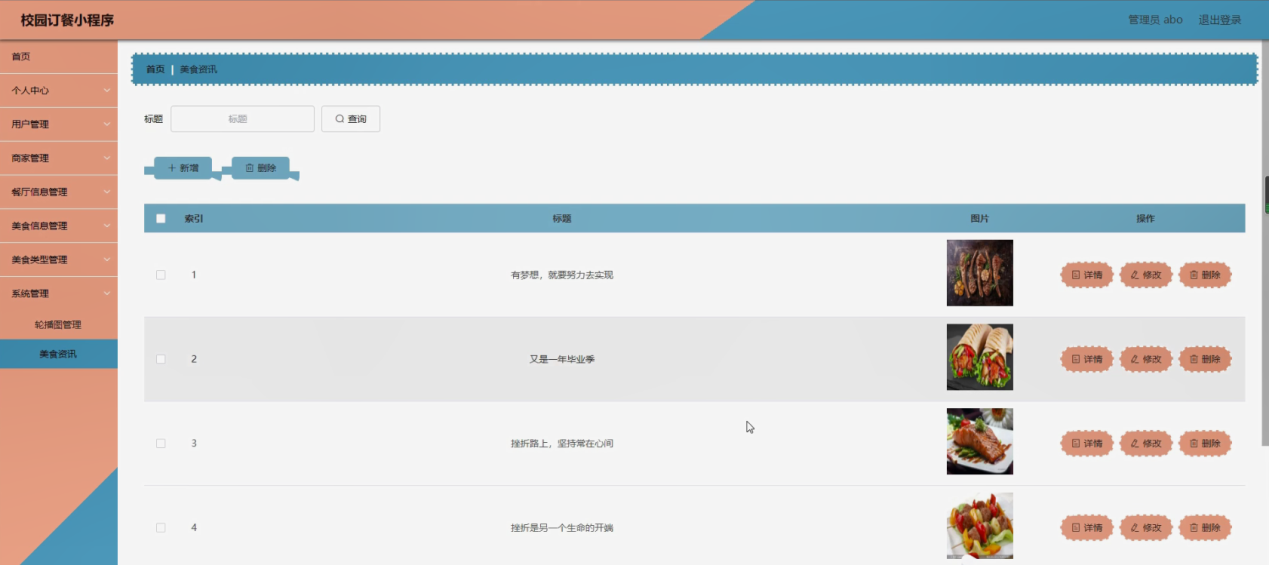 校园订餐小程序
管理员 abo 退出登录
首页
个人中心
用户管理
商家管理
餐厅信息管理
美食信息管理
美食类型管理
系统管理
轮播图管理
美食资讯
首页 | 美食资讯
标题 标题 查询
新增 删除
索引 标题 图片 操作
1 有梦想，就要努力去实现 详情 修改 删除
2 又是一年毕业季 详情 修改 删除
3 挫折路上，坚持常在心间 详情 修改 删除
4 挫折是另一个生命的开端 详情 修改 删除